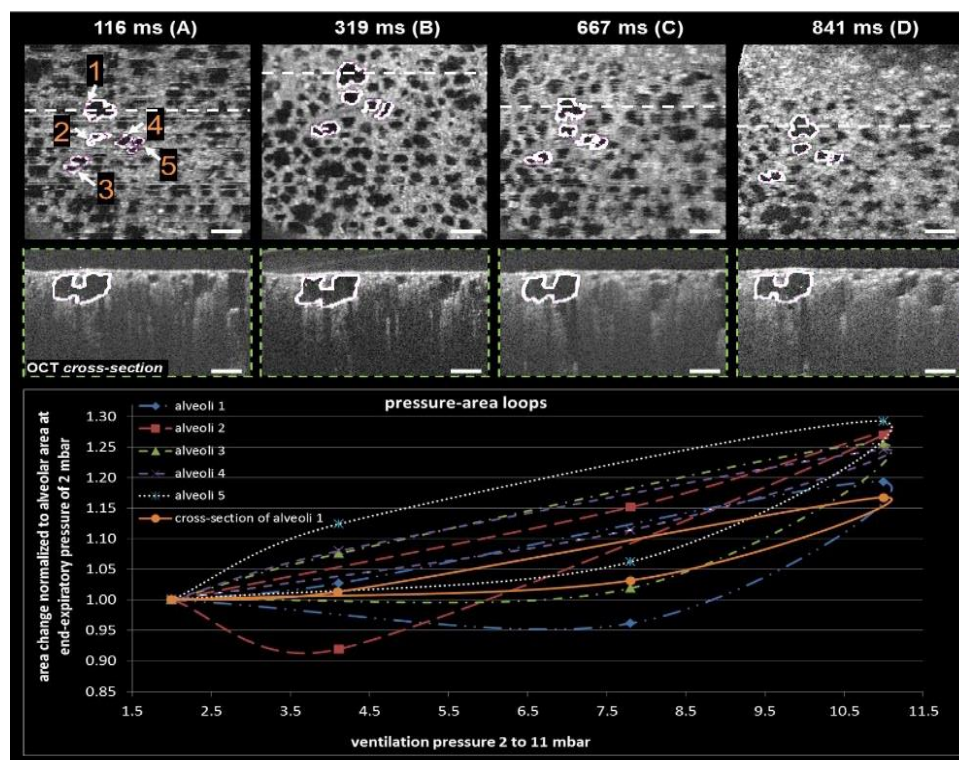 116 ms (A) 319 ms (B) 667 ms (C) 841 ms (D)
1
2 4
3 5
OCT cross-section
pressure-area loops
area change normalized to alveolar area at
end-expiratory pressure of 2 mbar
1.30
1.25
1.20
1.15
1.10
1.05
1.00
0.95
0.90
0.85
alveoli 1
alveoli 2
alveoli 3
alveoli 4
alveoli 5
cross-section of alveoli 1
1.5 2.5 3.5 4.5 5.5 6.5 7.5 8.5 9.5 10.5 11.5
ventilation pressure 2 to 11 mbar